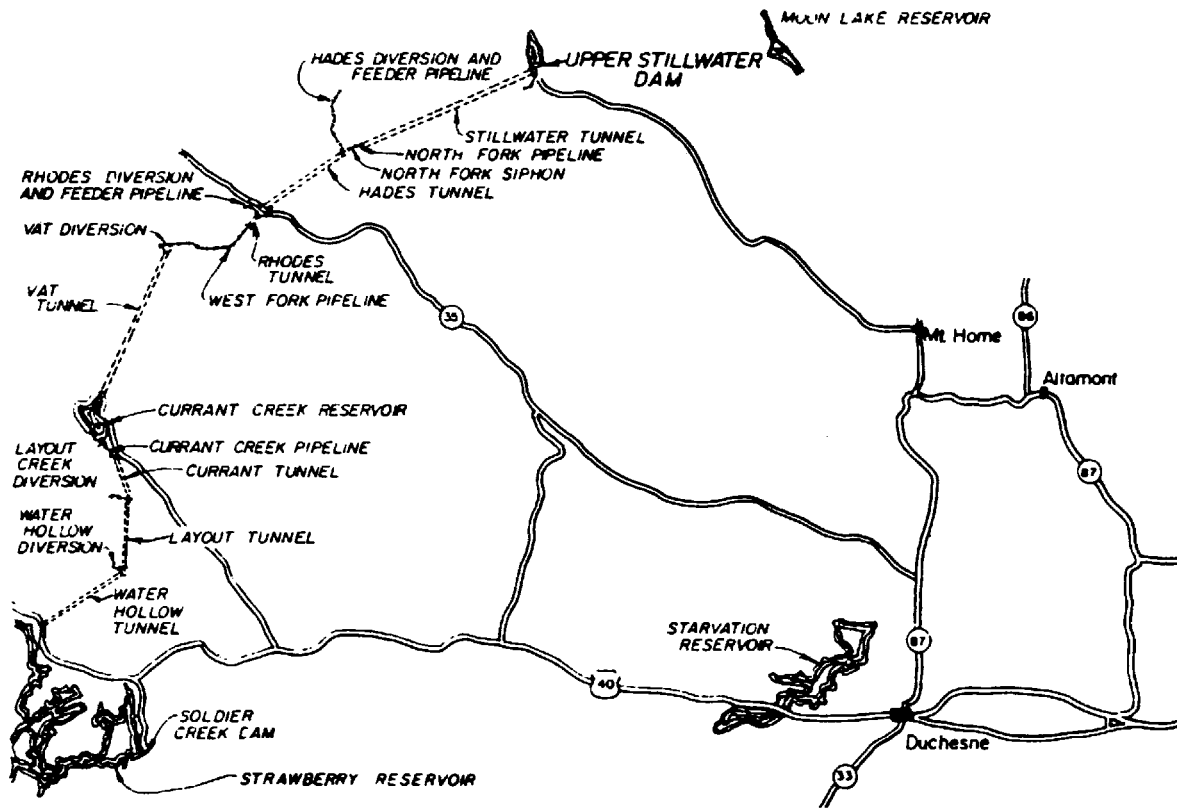 MOON LAKE RESERVOIR
HADES DIVERSION AND
FEEDER PIPELINE
UPPER STILLWATER
DAM
STILLWATER TUNNEL
NORTH FORK PIPELINE
NORTH FORK SIPHON
HADES TUNNEL
RHODES DIVERSION
AND FEEDER PIPELINE
VAT DIVERSION
RHODES
TUNNEL
WEST FORK PIPELINE
VAT
TUNNEL
35
86
Mt. Home
Altamont
CURRANT CREEK RESERVOIR
CURRANT CREEK PIPELINE
CURRANT TUNNEL
LAYOUT
CREEK
DIVERSION
87
WATER
HOLLOW
DIVERSION
LAYOUT TUNNEL
WATER
HOLLOW
TUNNEL
STARVATION
RESERVOIR
87
40
SOLDIER
CREEK DAM
Duchesne
STRAWBERRY RESERVOIR
33